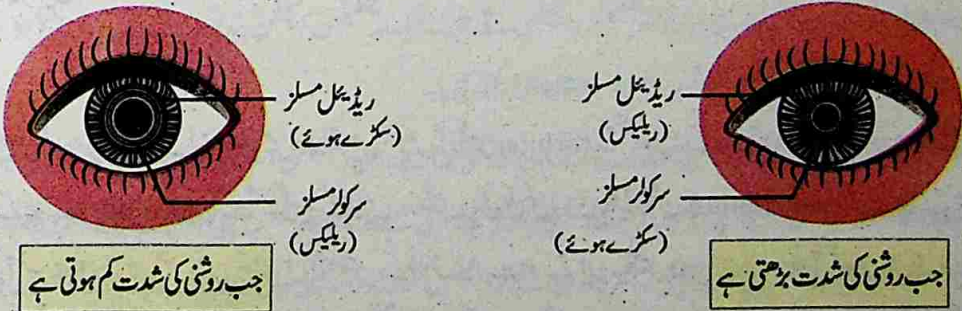 ریڈیئل مسلز
(ریلیکس)
سرکولر مسلز
(سکڑے ہوئے)
جب روشنی کی شدت بڑھتی ہے
ریڈیئل مسلز
(سکڑے ہوئے)
سرکولر مسلز
(ریلیکس)
جب روشنی کی شدت کم ہوتی ہے